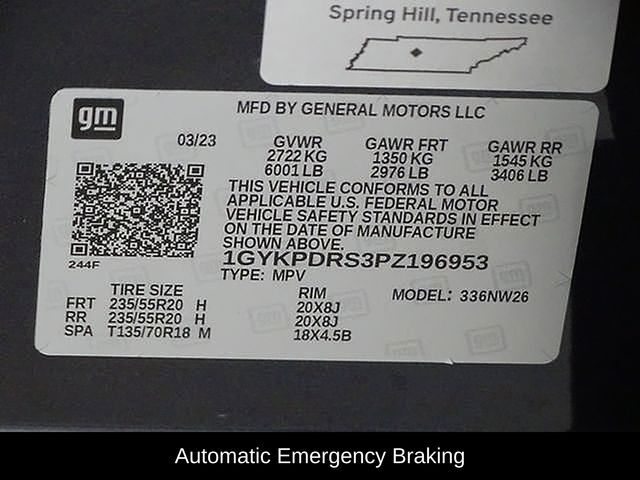 Spring Hill, Tennessee
gm
MFD BY GENERAL MOTORS LLC
03/23 GVWR GAWR FRT GAWR RR
2722 KG 1350 KG 1545 KG
6001 LB 2976 LB 3406 LB
THIS VEHICLE CONFORMS TO ALL
APPLICABLE U.S. FEDERAL MOTOR
VEHICLE SAFETY STANDARDS IN EFFECT
ON THE DATE OF MANUFACTURE
SHOWN ABOVE.
244F
1GYKPDRS3PZ196953
TYPE: MPV
TIRE SIZE RIM MODEL: 336NW26
FRT 235/55R20 H 20X8J
RR 235/55R20 H 20X8J
SPA T135/70R18 M 18X4.5B
Automatic Emergency Braking